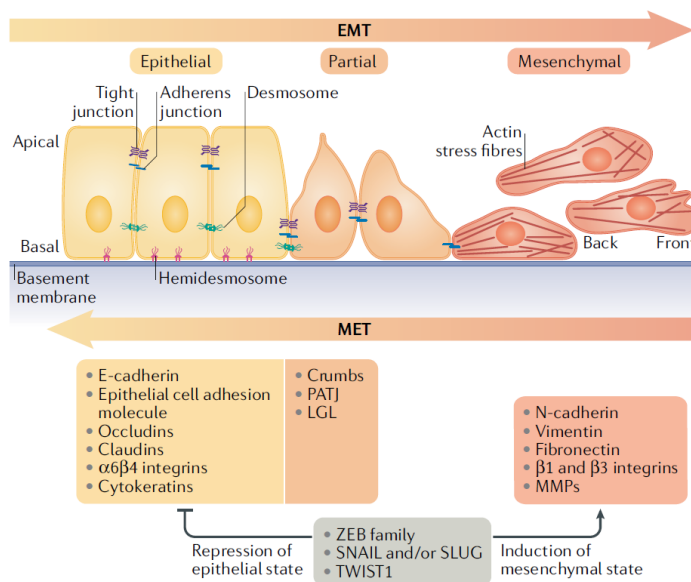 EMT
Epithelial
Partial
Mesenchymal
Tight
junction
Adherens
junction
Desmosome
Apical
Actin
stress fibres
Basal
Back
Front
Basement
membrane
Hemidesmosome
MET
• E-cadherin
• Epithelial cell adhesion
molecule
• Occludins
• Claudins
• α6β4 integrins
• Cytokeratins
• Crumbs
• PATJ
• LGL
• N-cadherin
• Vimentin
• Fibronectin
• β1 and β3 integrins
• MMPs
Repression of
epithelial state
• ZEB family
• SNAIL and/or SLUG
• TWIST1
Induction of
mesenchymal state